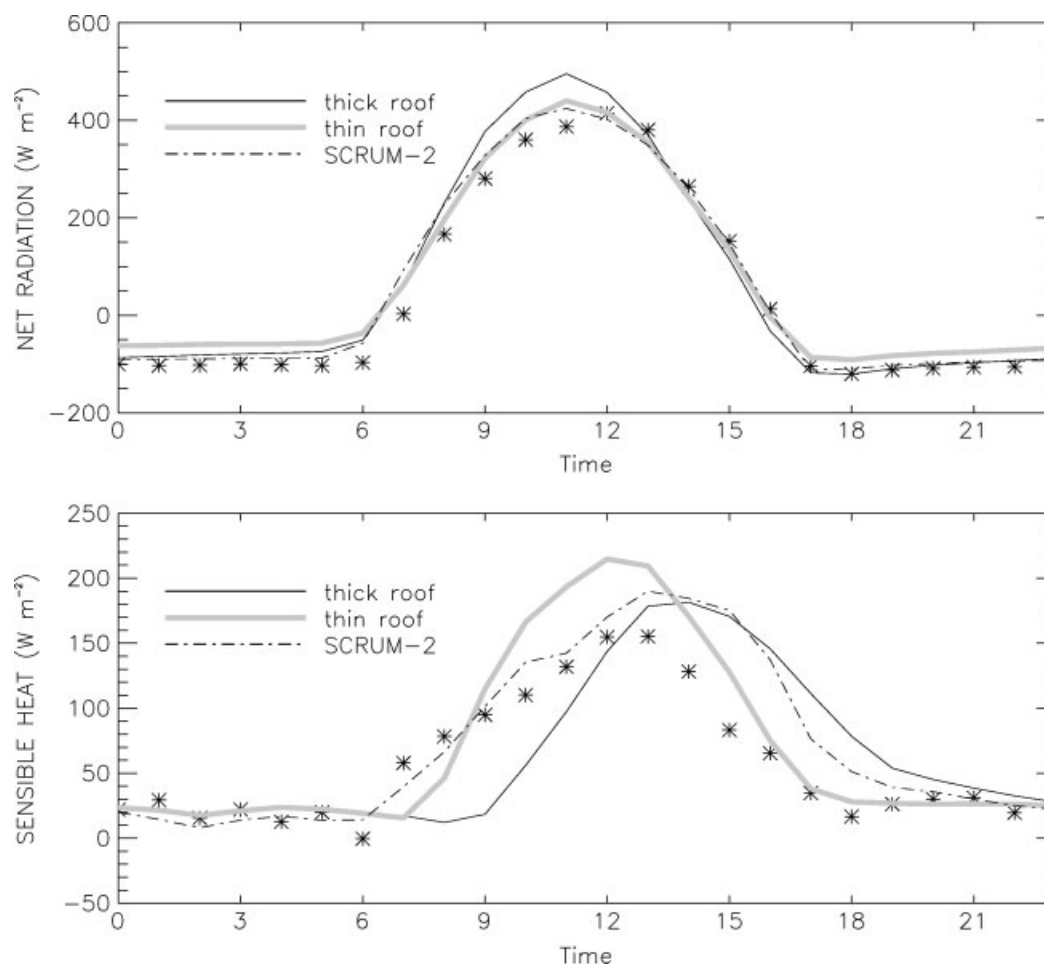 600
400
200
0
−200
NET RADIATION (W m⁻²)
thick roof
thin roof
SCRUM−2
0 3 6 9 12 15 18 21
Time
250
200
150
100
50
0
−50
SENSIBLE HEAT (W m⁻²)
thick roof
thin roof
SCRUM−2
0 3 6 9 12 15 18 21
Time